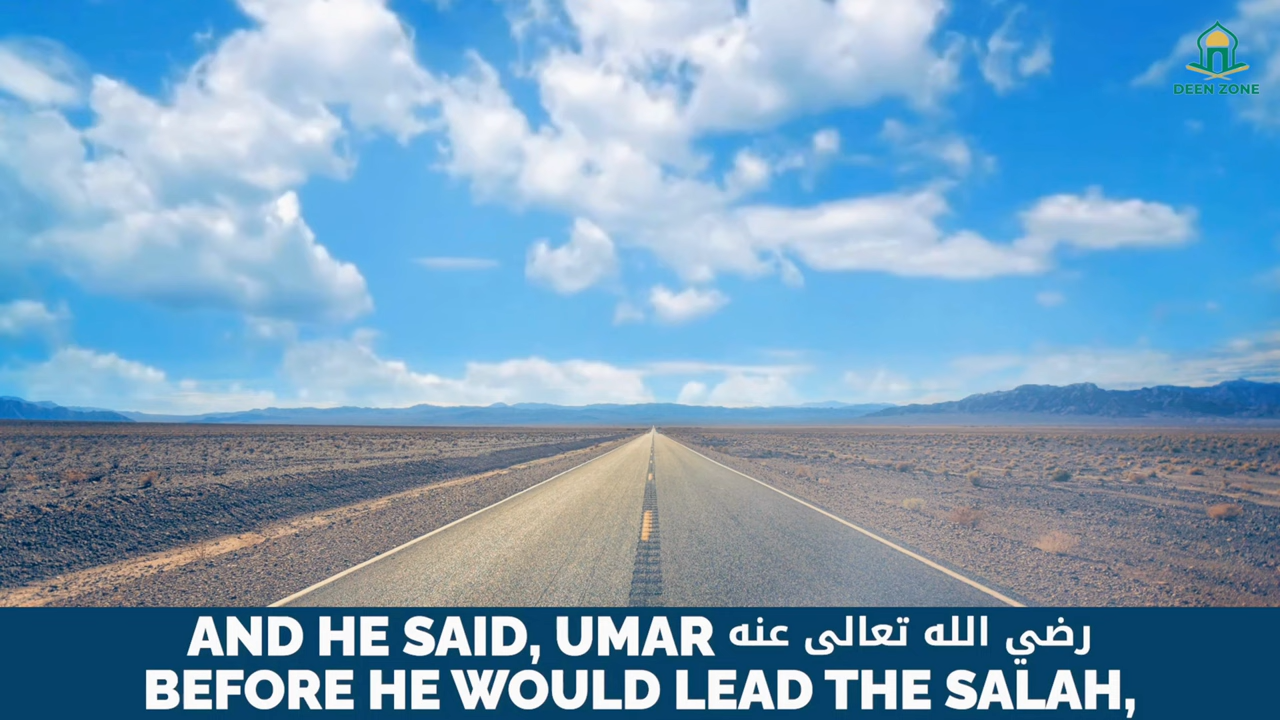 DEEN ZONE
AND HE SAID, UMAR رضي الله تعالى عنه
BEFORE HE WOULD LEAD THE SALAH,